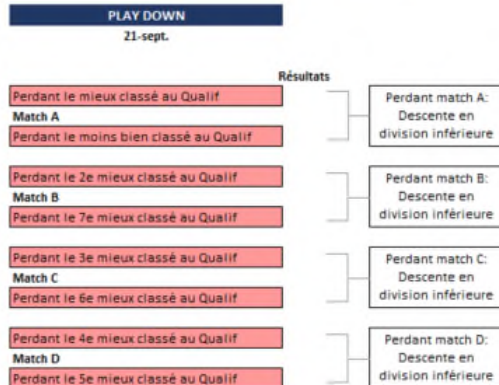 PLAY DOWN
21-sept.
Résultats
Perdant le mieux classé au Qualif
Match A
Perdant le moins bien classé au Qualif
Perdant match A:
Descente en
division inférieure
Perdant le 2e mieux classé au Qualif
Match B
Perdant le 7e mieux classé au Qualif
Perdant match B:
Descente en
division inférieure
Perdant le 3e mieux classé au Qualif
Match C
Perdant le 6e mieux classé au Qualif
Perdant match C:
Descente en
division inférieure
Perdant le 4e mieux classé au Qualif
Match D
Perdant le 5e mieux classé au Qualif
Perdant match D:
Descente en
division inférieure